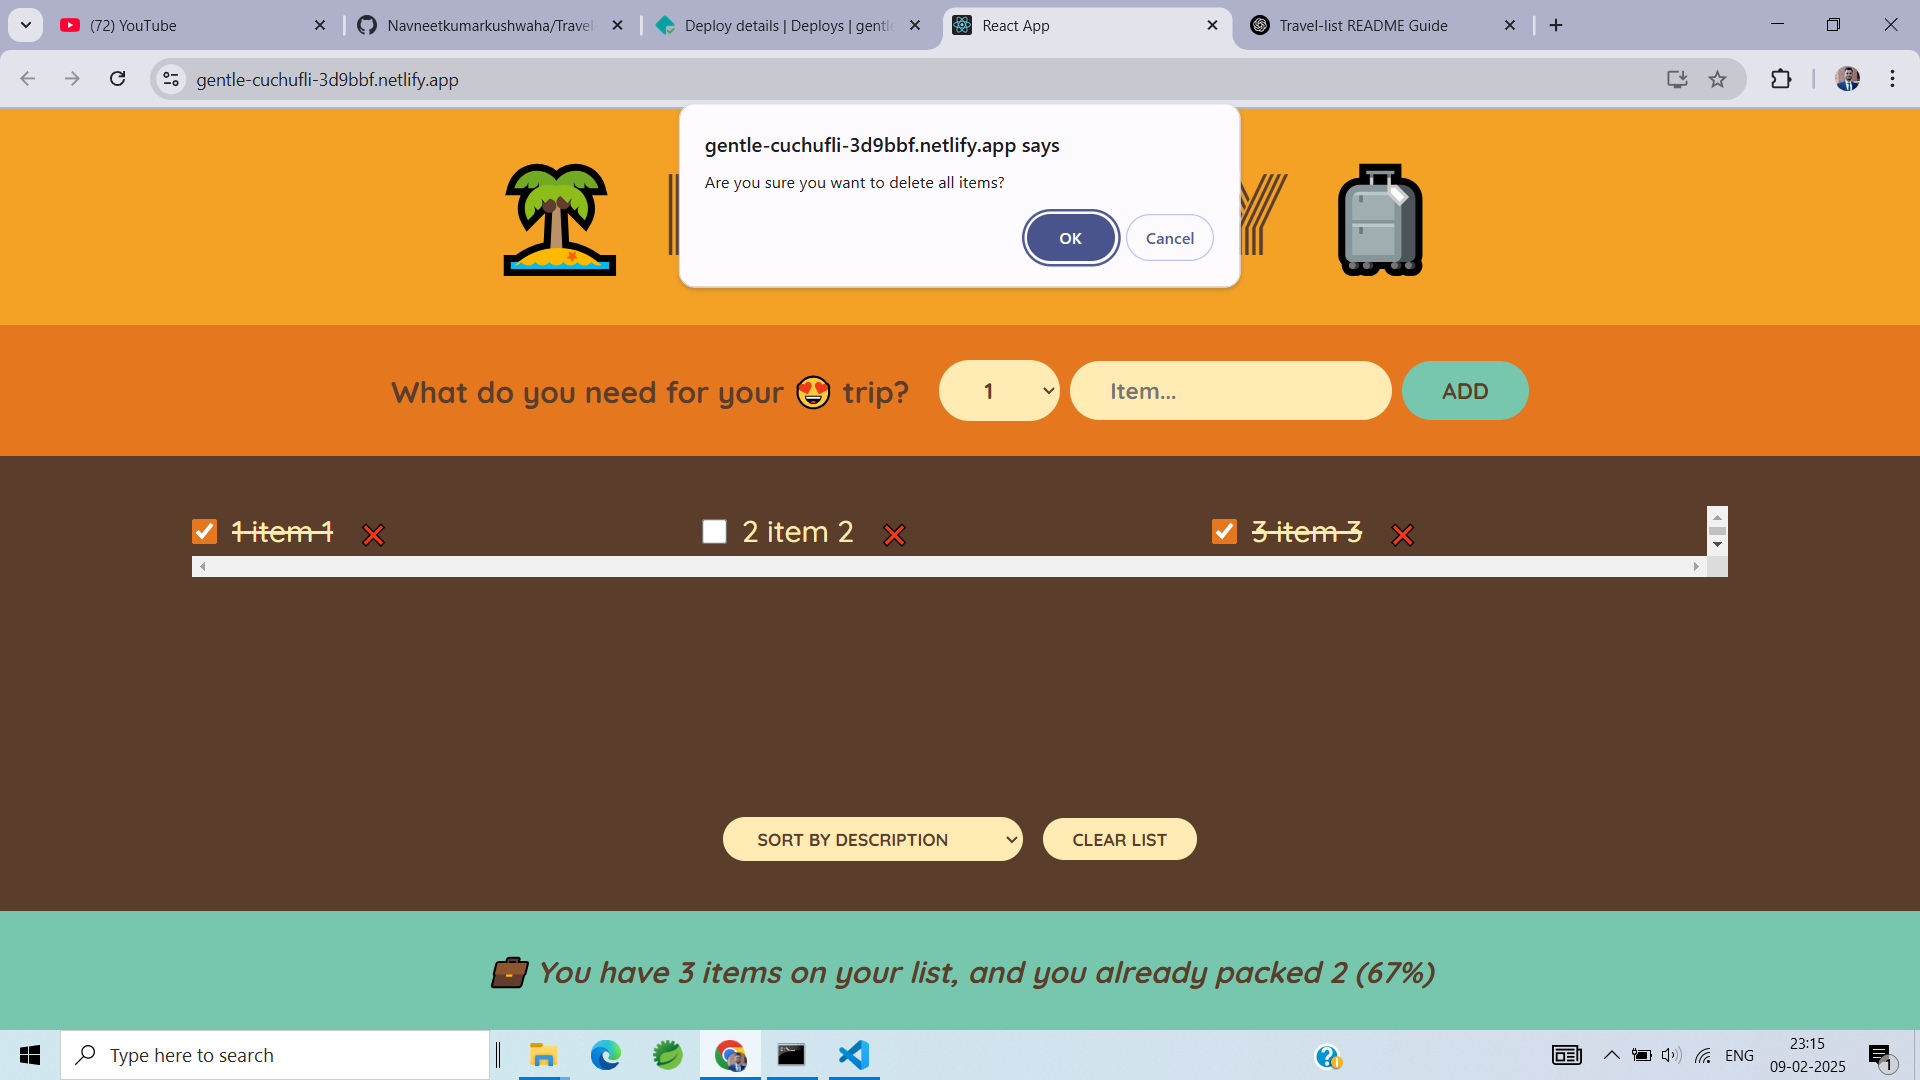 (72) YouTube
Navneetkumarkushwaha/Travel-
Deploy details | Deploys | gentle
React App
Travel-list README Guide
gentle-cuchufli-3d9bbf.netlify.app
gentle-cuchufli-3d9bbf.netlify.app says
Are you sure you want to delete all items?
OK
Cancel
What do you need for your 😍 trip?
1
Item...
ADD
1 item 1 ❌
2 item 2 ❌
3 item 3 ❌
SORT BY DESCRIPTION
CLEAR LIST
💼 You have 3 items on your list, and you already packed 2 (67%)
Type here to search
ENG
23:15
09-02-2025
1